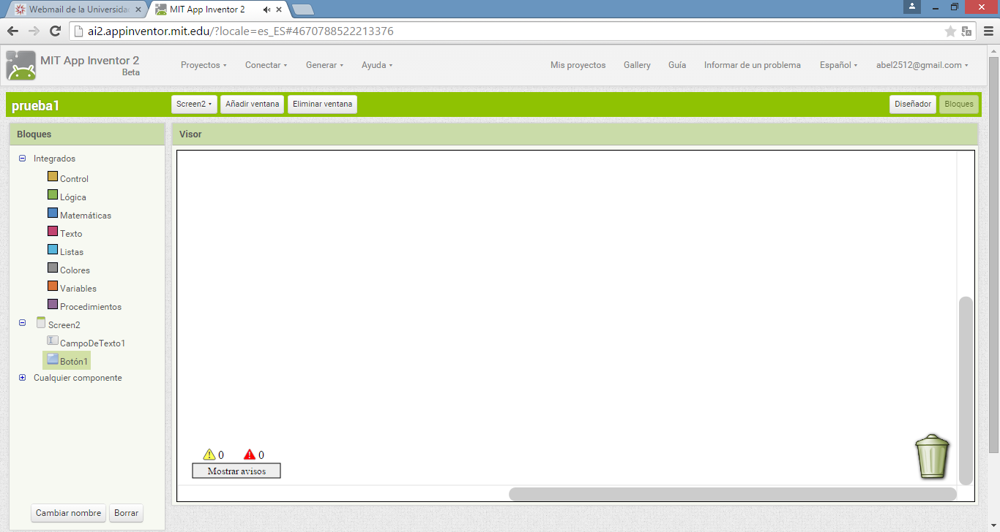 Webmail de la Universida
MIT App Inventor 2
ai2.appinventor.mit.edu/?locale=es_ES#4670788522213376
MIT App Inventor 2
Beta
Proyectos
Conectar
Generar
Ayuda
Mis proyectos
Gallery
Guía
Informar de un problema
Español
abel2512@gmail.com
prueba1
Screen2
Añadir ventana
Eliminar ventana
Diseñador
Bloques
Bloques
Visor
Integrados
Control
Lógica
Matemáticas
Texto
Listas
Colores
Variables
Procedimientos
Screen2
CampoDeTexto1
Botón1
Cualquier componente
0
0
Mostrar avisos
Cambiar nombre
Borrar